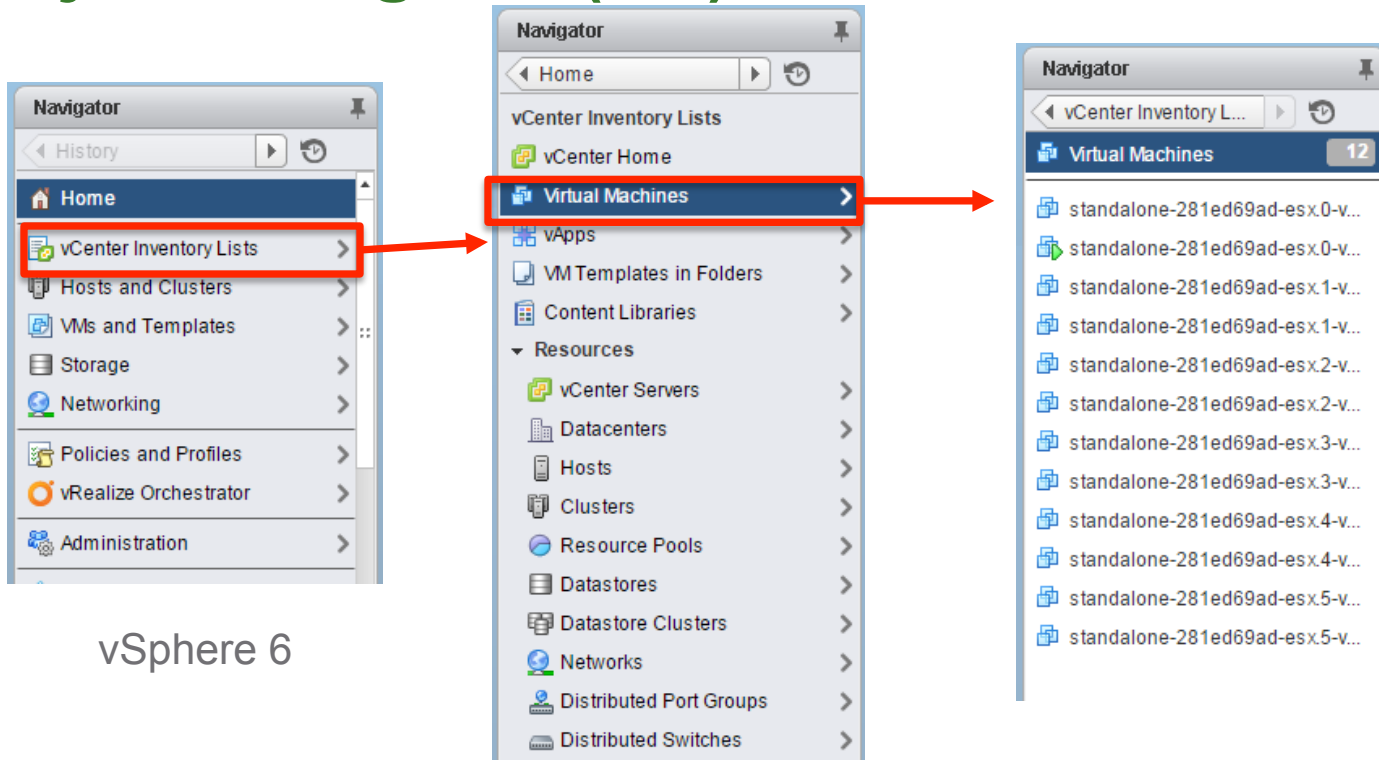 Navigator
History
Home
vCenter Inventory Lists
Hosts and Clusters
VMs and Templates
Storage
Networking
Policies and Profiles
vRealize Orchestrator
Administration
vSphere 6
Navigator
Home
vCenter Inventory Lists
vCenter Home
Virtual Machines
vApps
VM Templates in Folders
Content Libraries
Resources
vCenter Servers
Datacenters
Hosts
Clusters
Resource Pools
Datastores
Datastore Clusters
Networks
Distributed Port Groups
Distributed Switches
Navigator
vCenter Inventory L...
Virtual Machines 12
standalone-281ed69ad-esx.0-v...
standalone-281ed69ad-esx.0-v...
standalone-281ed69ad-esx.1-v...
standalone-281ed69ad-esx.1-v...
standalone-281ed69ad-esx.2-v...
standalone-281ed69ad-esx.2-v...
standalone-281ed69ad-esx.3-v...
standalone-281ed69ad-esx.3-v...
standalone-281ed69ad-esx.4-v...
standalone-281ed69ad-esx.4-v...
standalone-281ed69ad-esx.5-v...
standalone-281ed69ad-esx.5-v...